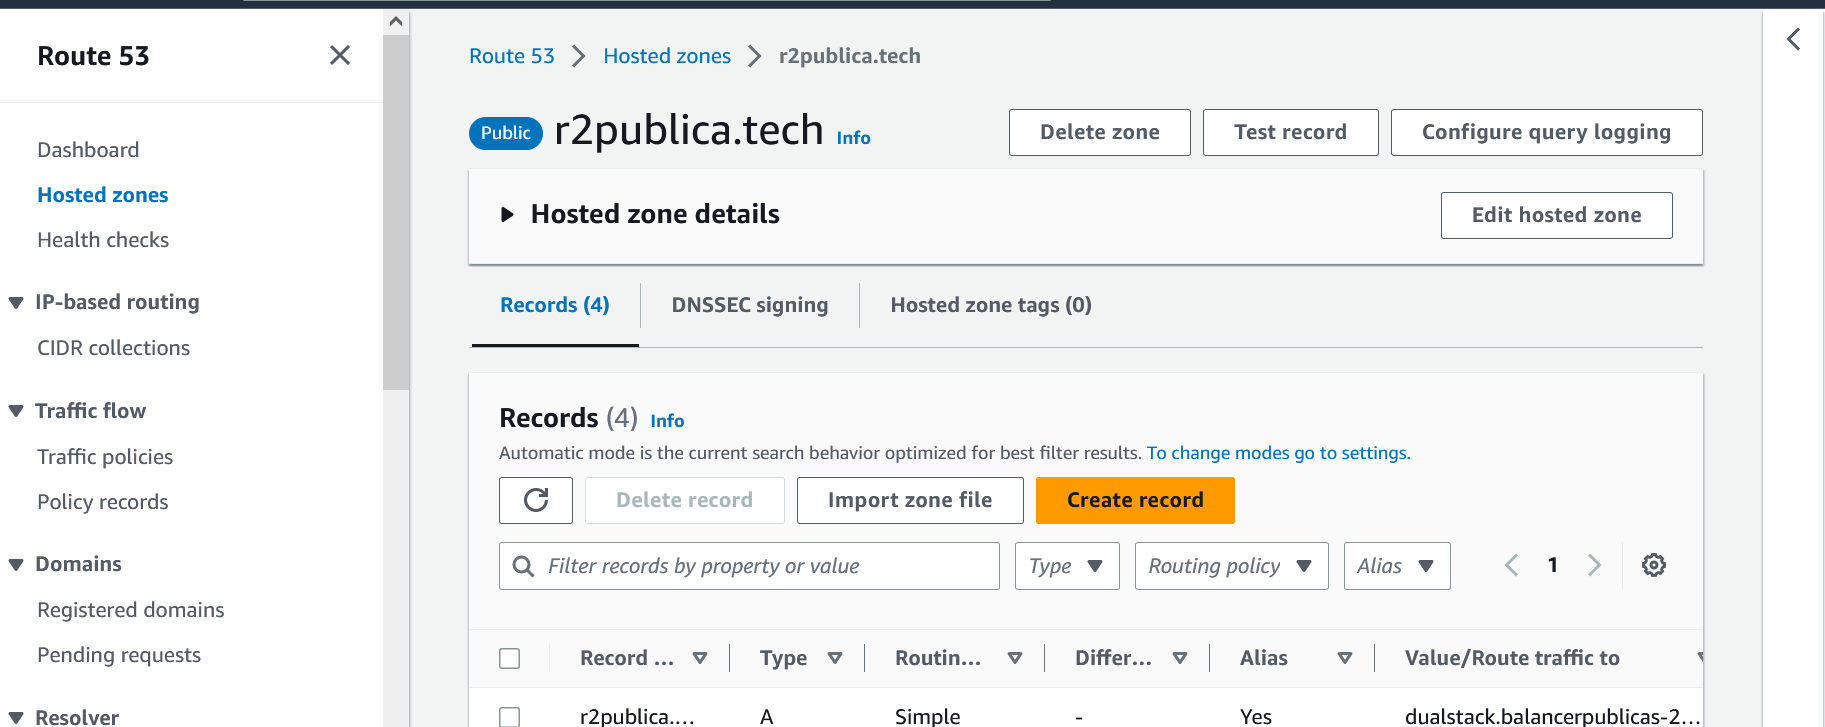 Route 53
Dashboard
Hosted zones
Health checks
IP-based routing
CIDR collections
Traffic flow
Traffic policies
Policy records
Domains
Registered domains
Pending requests
Resolver
Route 53 Hosted zones r2publica.tech
Public r2publica.tech Info
Delete zone Test record Configure query logging
Hosted zone details Edit hosted zone
Records (4) DNSSEC signing Hosted zone tags (0)
Records (4) Info
Automatic mode is the current search behavior optimized for best filter results. To change modes go to settings.
Delete record Import zone file Create record
Filter records by property or value Type Routing policy Alias 1
Record ... Type Routin... Differ... Alias Value/Route traffic to
r2publica.... A Simple - Yes dualstack.balancerpublicas-2...